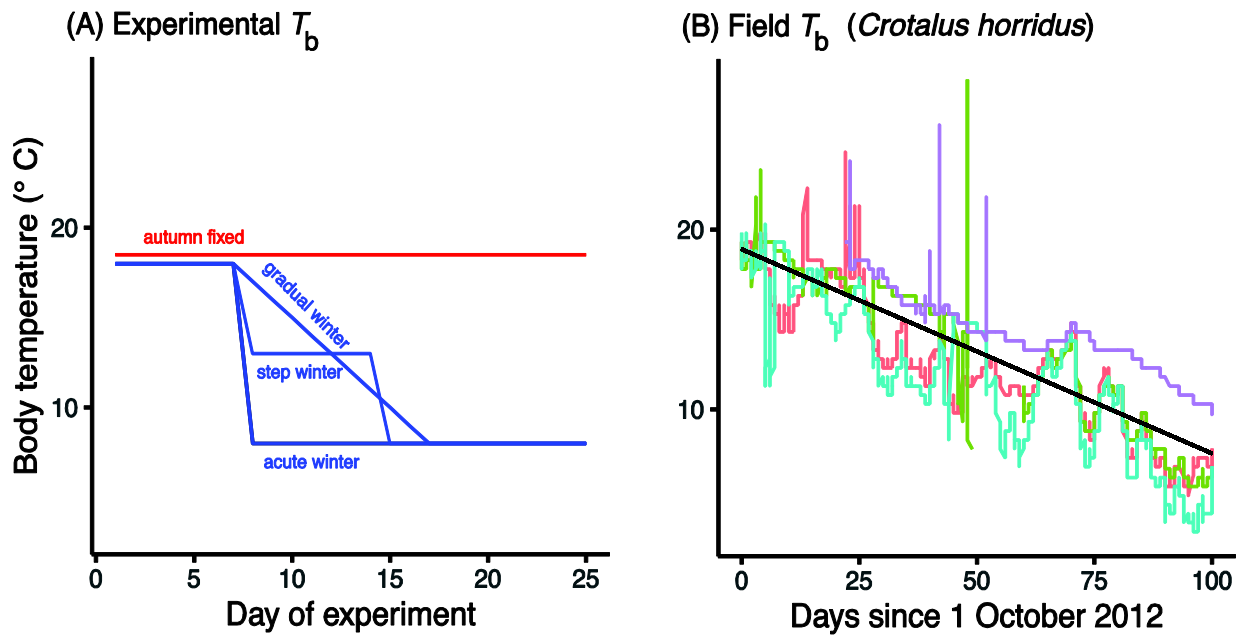 (A) Experimental Tb
Body temperature (° C)
20
10
autumn fixed
gradual winter
step winter
acute winter
0 5 10 15 20 25
Day of experiment
(B) Field Tb (Crotalus horridus)
20
10
0 25 50 75 100
Days since 1 October 2012